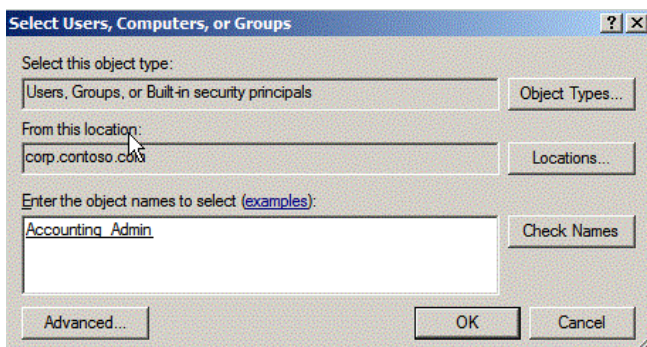 Select Users, Computers, or Groups
Select this object type:
Users, Groups, or Built-in security principals
Object Types...
From this location:
corp.contoso.com
Locations...
Enter the object names to select (examples):
Accounting_Admin
Check Names
Advanced...
OK
Cancel